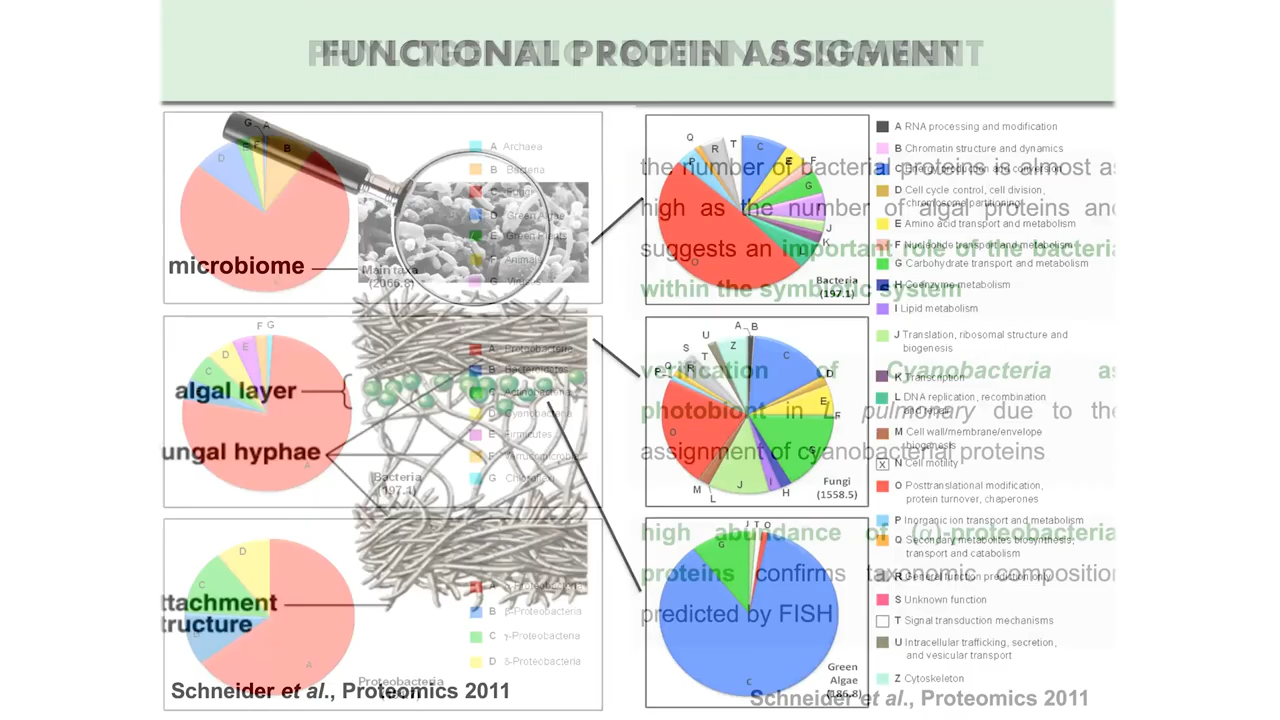 FUNCTIONAL PROTEIN ASSIGMENT
G
A
B
D
E
F
A Archaea
B Bacteria
C Fungi
D Green Algae
E Green Plants
F Animal
G Viruses
microbiome
Main taxa
(2066.8)
F G
E
D
C
A
algal layer
ungal hyphae
A Proteobacteria
B Bacteroidetes
C Actinobacteria
D Cyanobacteria
E Firmicutes
F
G Chloroflexi
Bacteria
(197.1)
D
C
B
A
ttachment
tructure
B β-Proteobacteria
C γ-Proteobacteria
D δ-Proteobacteria
Proteobacteria
Schneider et al., Proteomics 2011
Q
R
T
C
P
E
F
G
J
K
L
O
Bacteria
(197.1)
A B
U
Z
C
S
T
R
Q
P
D
E
F
G
O
M
L
J
I
H
Fungi
(1558.5)
J T O
G
C
Green
Algae
(186.8)
A RNA processing and modification
B Chromatin structure and dynamics
C Energy production and conversion
D Cell cycle control, cell division,
chromosome partitioning
E Amino acid transport and metabolism
F Nucleotide transport and metabolism
G Carbohydrate transport and metabolism
H Coenzyme metabolism
I Lipid metabolism
J Translation, ribosomal structure and
biogenesis
K Transcription
L DNA replication, recombination
and repair
M Cell wall/membrane/envelope
biogenesis
X N Cell motility
O Posttranslational modification,
protein turnover, chaperones
P Inorganic ion transport and metabolism
Q Secondary metabolites biosynthesis,
transport and catabolism
R General function prediction only
S Unknown function
T Signal transduction mechanisms
U Intracellular trafficking, secretion,
and vesicular transport
Z Cytoskeleton
the number of bacterial proteins is almost as
high as the number of algal proteins and
suggests an important role of the bacteria
within the symbiotic system
verification of Cyanobacteria as
photobiont in L. pulmonary due to the
assignment of cyanobacterial proteins
high abundance of (α)-proteobacteria
proteins confirms taxonomic composition
predicted by FISH
Schneider et al., Proteomics 2011